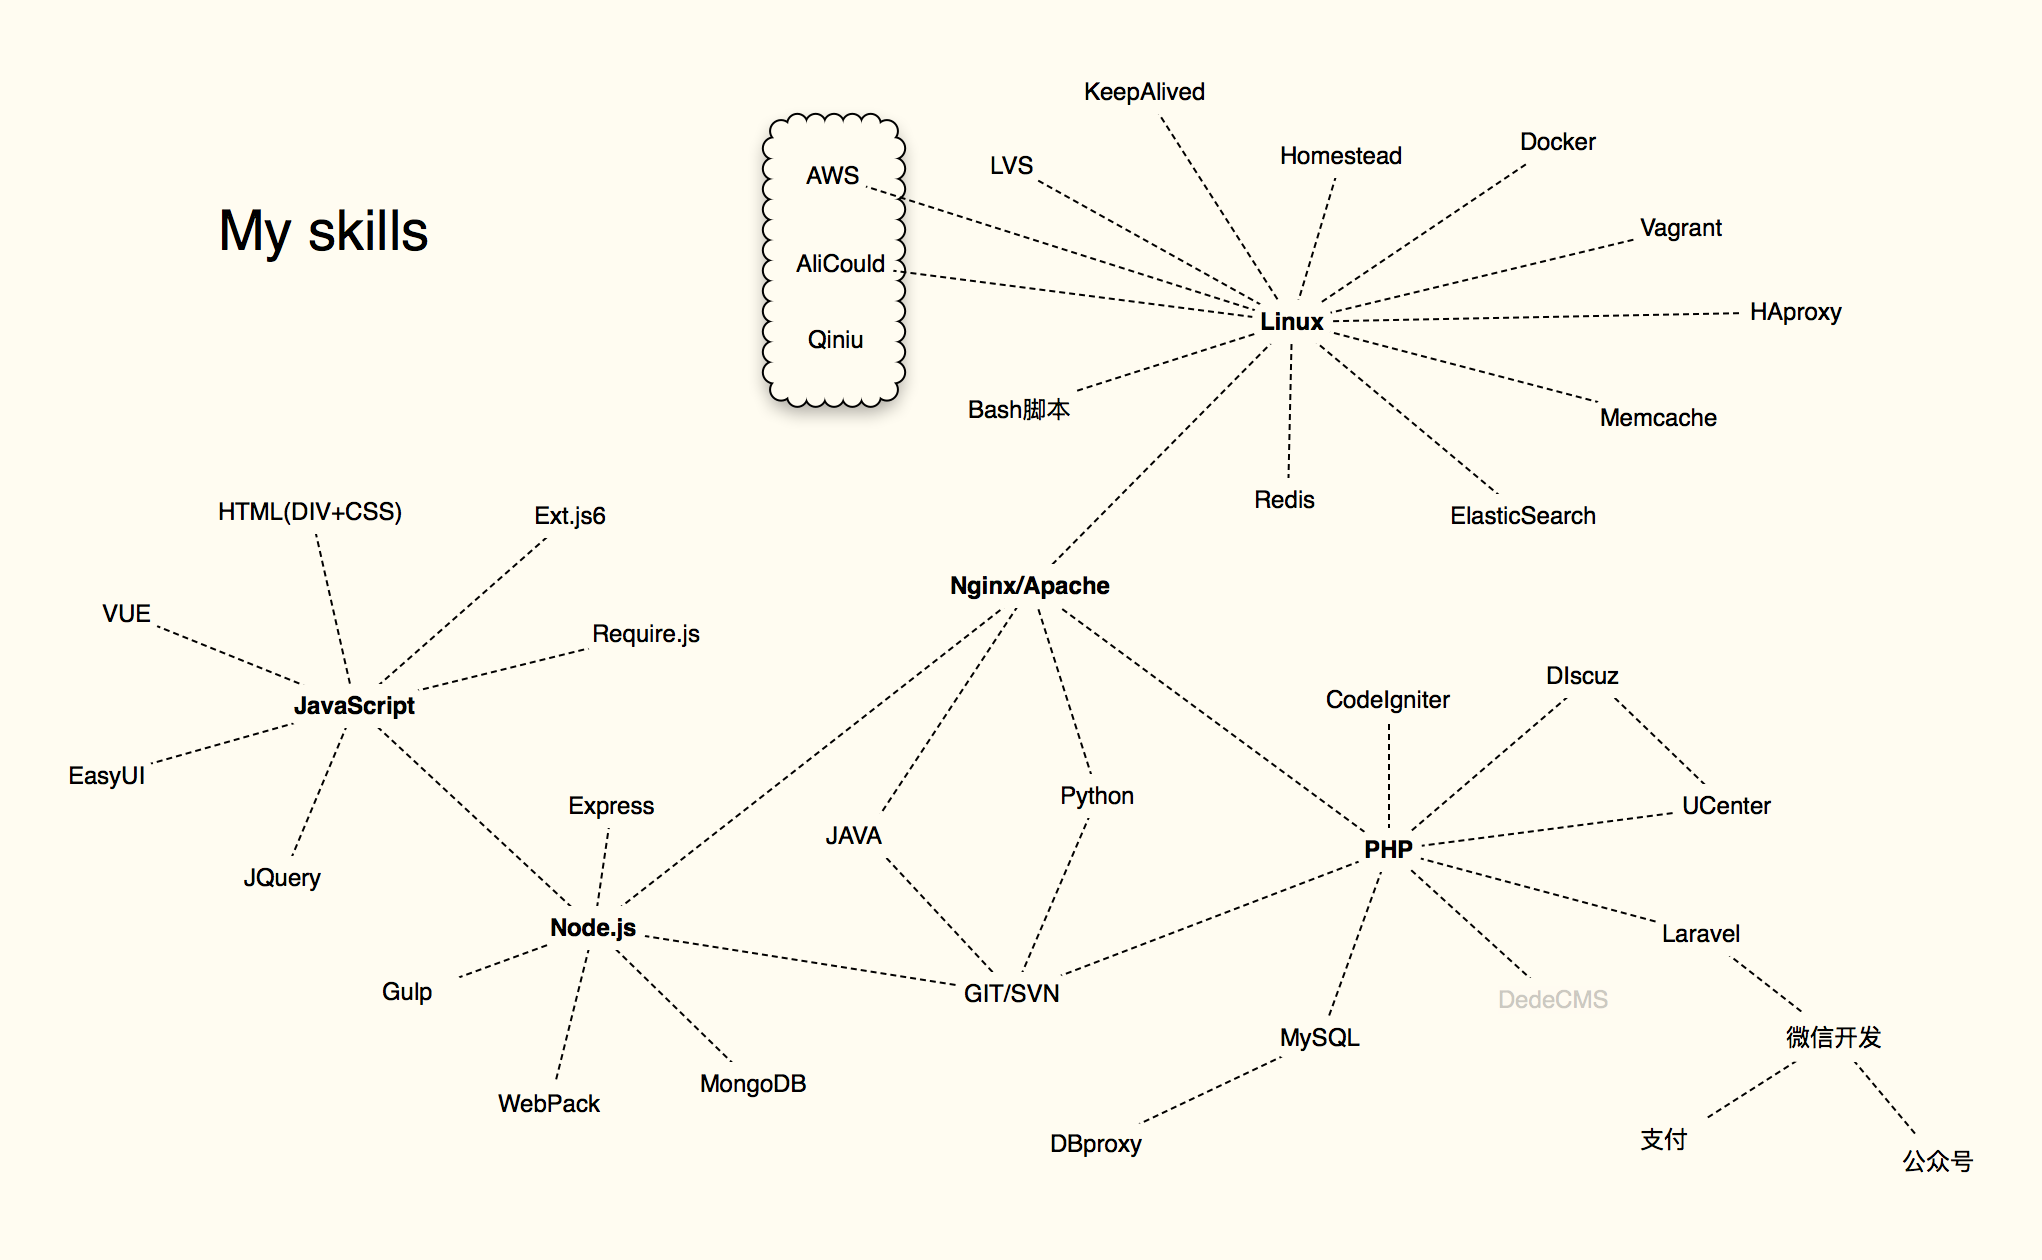 KeepAlived
Docker
Homestead
LVS
AWS
My skills
Vagrant
AliCould
HAproxy
Linux
Qiniu
Bash脚本
Memcache
Redis
HTML(DIV+CSS)
Ext.js6
ElasticSearch
Nginx/Apache
VUE
Require.js
DIscuz
CodeIgniter
JavaScript
EasyUI
Python
Express
UCenter
JAVA
PHP
JQuery
Node.js
Laravel
Gulp
GIT/SVN
DedeCMS
MySQL
微信开发
MongoDB
WebPack
支付
DBproxy
公众号